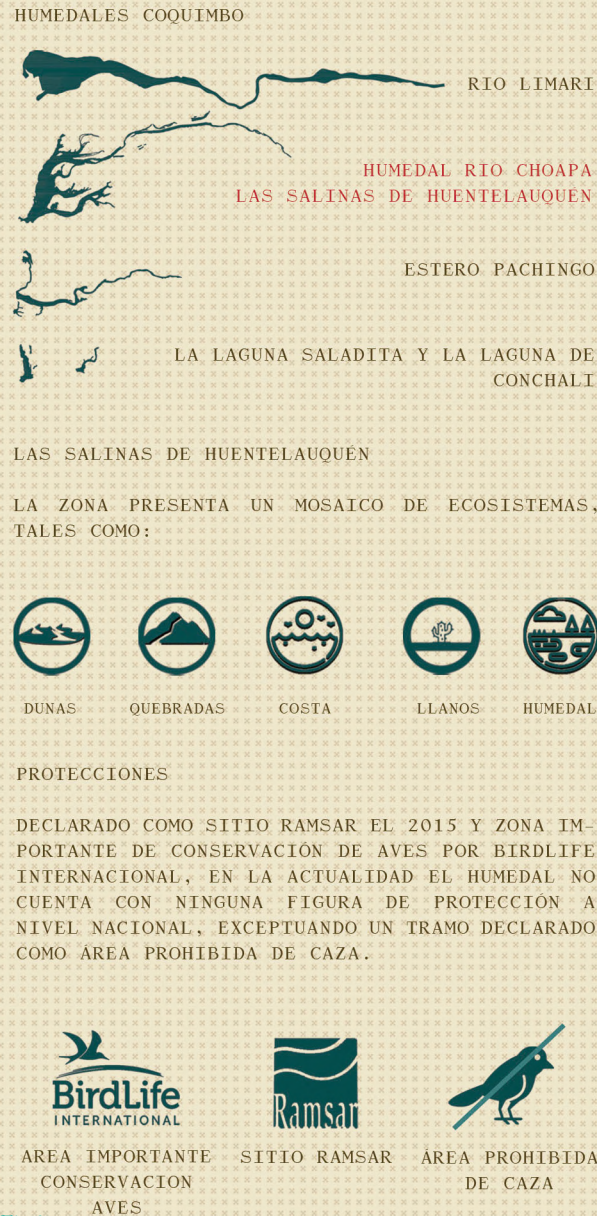 HUMEDALES COQUIMBO
RIO LIMARI
HUMEDAL RIO CHOAPA
LAS SALINAS DE HUENTELAUQUÉN
ESTERO PACHINGO
LA LAGUNA SALADITA Y LA LAGUNA DE
CONCHALI
LAS SALINAS DE HUENTELAUQUÉN
LA ZONA PRESENTA UN MOSAICO DE ECOSISTEMAS,
TALES COMO:
DUNAS QUEBRADAS COSTA LLANOS HUMEDAL
PROTECCIONES
DECLARADO COMO SITIO RAMSAR EL 2015 Y ZONA IM-
PORTANTE DE CONSERVACIÓN DE AVES POR BIRDLIFE
INTERNACIONAL, EN LA ACTUALIDAD EL HUMEDAL NO
CUENTA CON NINGUNA FIGURA DE PROTECCIÓN A
NIVEL NACIONAL, EXCEPTUANDO UN TRAMO DECLARADO
COMO ÁREA PROHIBIDA DE CAZA.
BirdLife
INTERNATIONAL
Ramsar
AREA IMPORTANTE
CONSERVACION
AVES
SITIO RAMSAR
ÁREA PROHIBIDA
DE CAZA